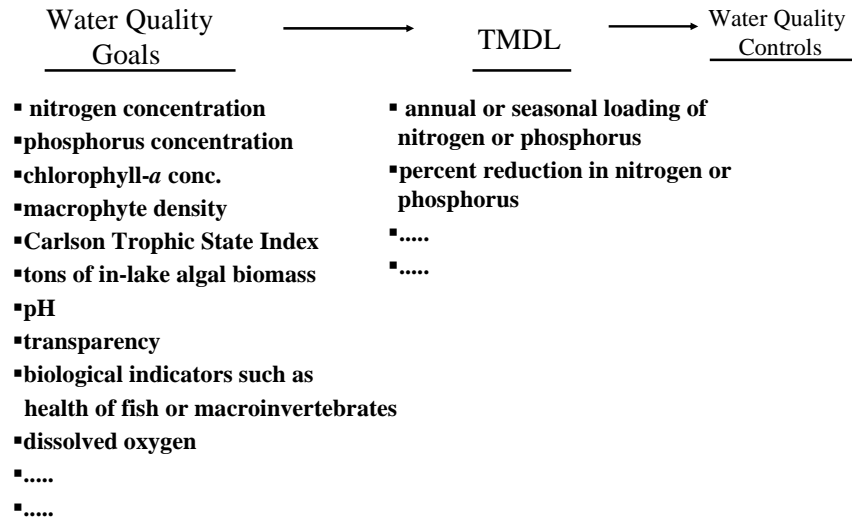 Water Quality
Goals
TMDL
Water Quality
Controls
▪ nitrogen concentration
▪phosphorus concentration
▪chlorophyll-a conc.
▪macrophyte density
▪Carlson Trophic State Index
▪tons of in-lake algal biomass
▪pH
▪transparency
▪biological indicators such as
health of fish or macroinvertebrates
▪dissolved oxygen
▪.....
▪.....
▪ annual or seasonal loading of
nitrogen or phosphorus
▪percent reduction in nitrogen or
phosphorus
▪.....
▪.....